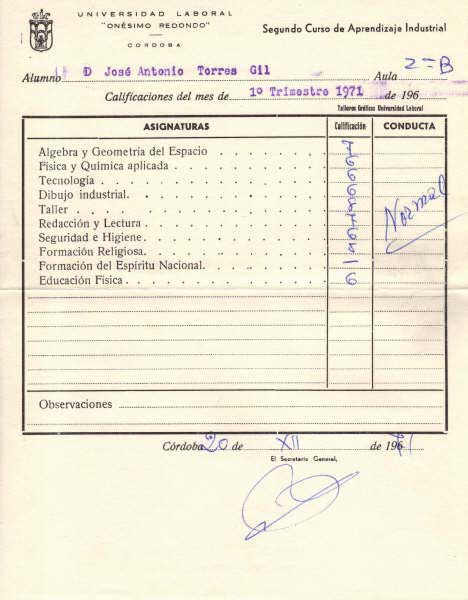 UNIVERSIDAD LABORAL
"ONÉSIMO REDONDO"
CORDOBA
Segundo Curso de Aprendizaje Industrial
Alumno D José Antonio Torres Gil Aula 2-B
Calificaciones del mes de 1º Trimestre 1971 de 196
Talleres Gráficos Universidad Laboral
ASIGNATURAS Calificación CONDUCTA
Algebra y Geometría del Espacio
Física y Química aplicada
Tecnología
Dibujo industrial
Taller
Redacción y Lectura
Seguridad e Higiene
Formación Religiosa
Formación del Espíritu Nacional
Educación Física 6
Normal
Observaciones
Córdoba 20 de XII de 1971
El Secretario General,